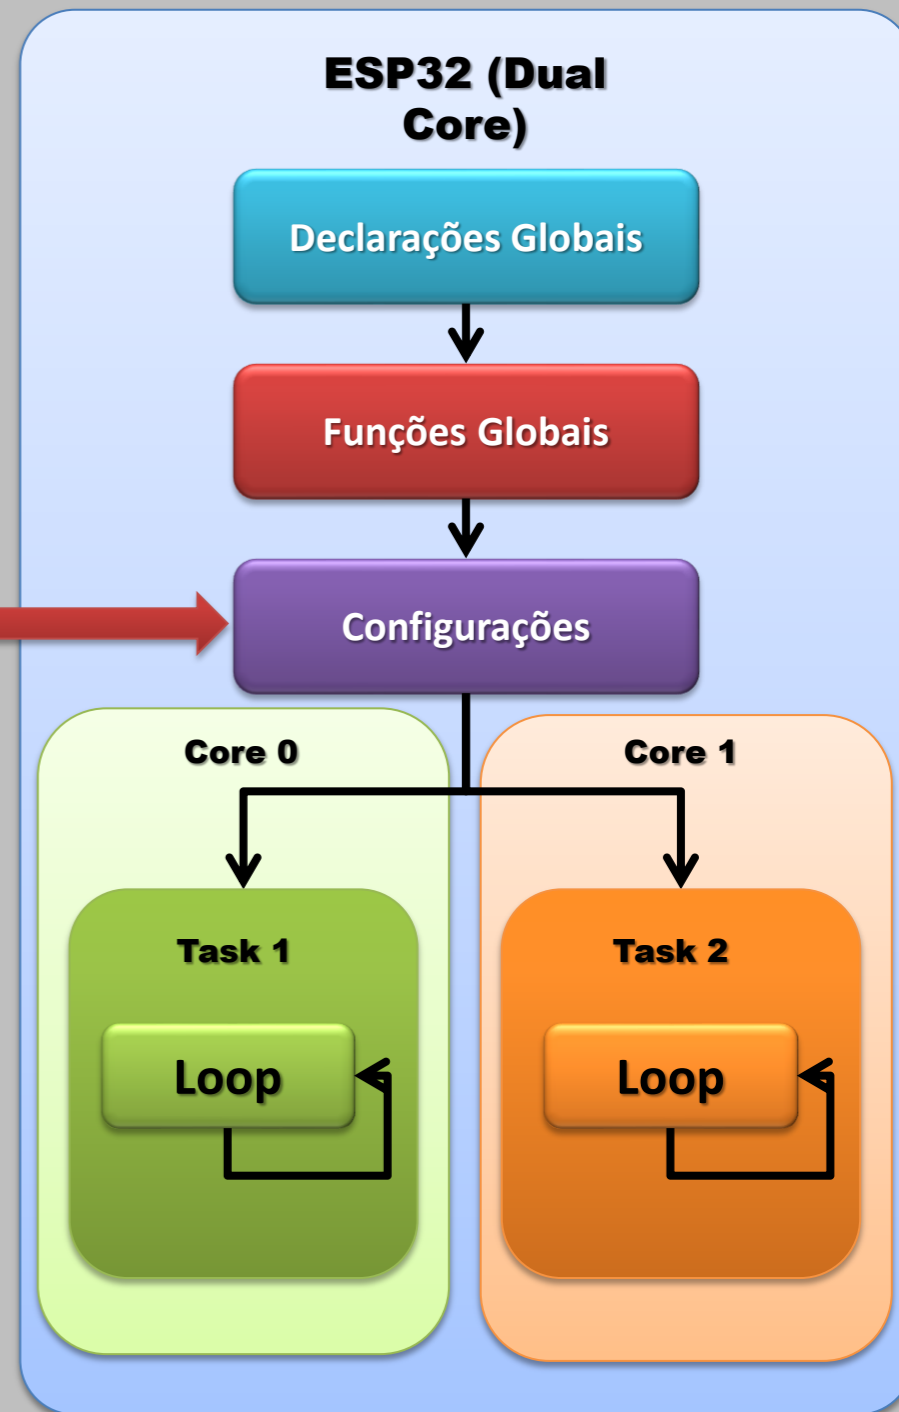 ESP32 (Dual
Core)
Declarações Globais
Funções Globais
Configurações
Core 0
Core 1
Task 1
Task 2
Loop
Loop